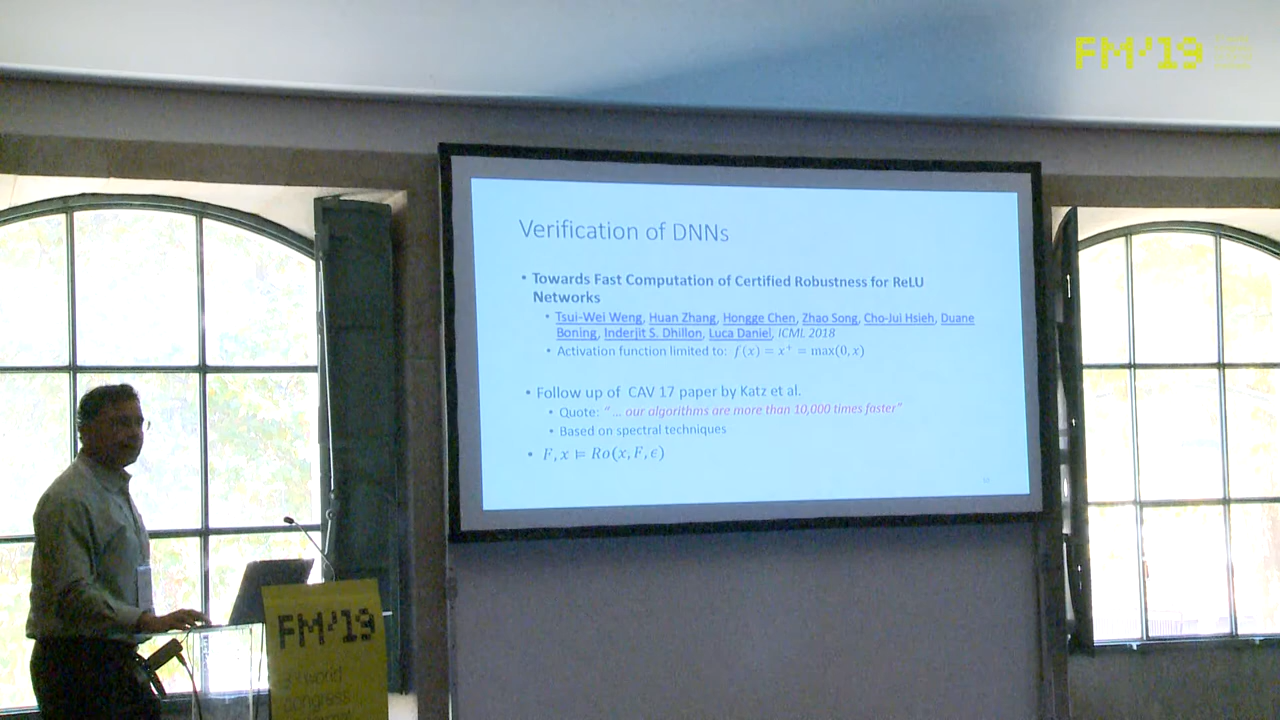 FM'19
Verification of DNNs
• Towards Fast Computation of Certified Robustness for ReLU
Networks
• Tsui-Wei Weng, Huan Zhang, Hongge Chen, Zhao Song, Cho-Jui Hsieh, Duane
Boning, Inderjit S. Dhillon, Luca Daniel, ICML 2018
• Activation function limited to: f(x) = x⁺ = max(0, x)
• Follow up of CAV 17 paper by Katz et al.
• Quote: "... our algorithms are more than 10,000 times faster"
• Based on spectral techniques
• F, x ⊨ Ro(x, F, ϵ)
FM'19
world
congress